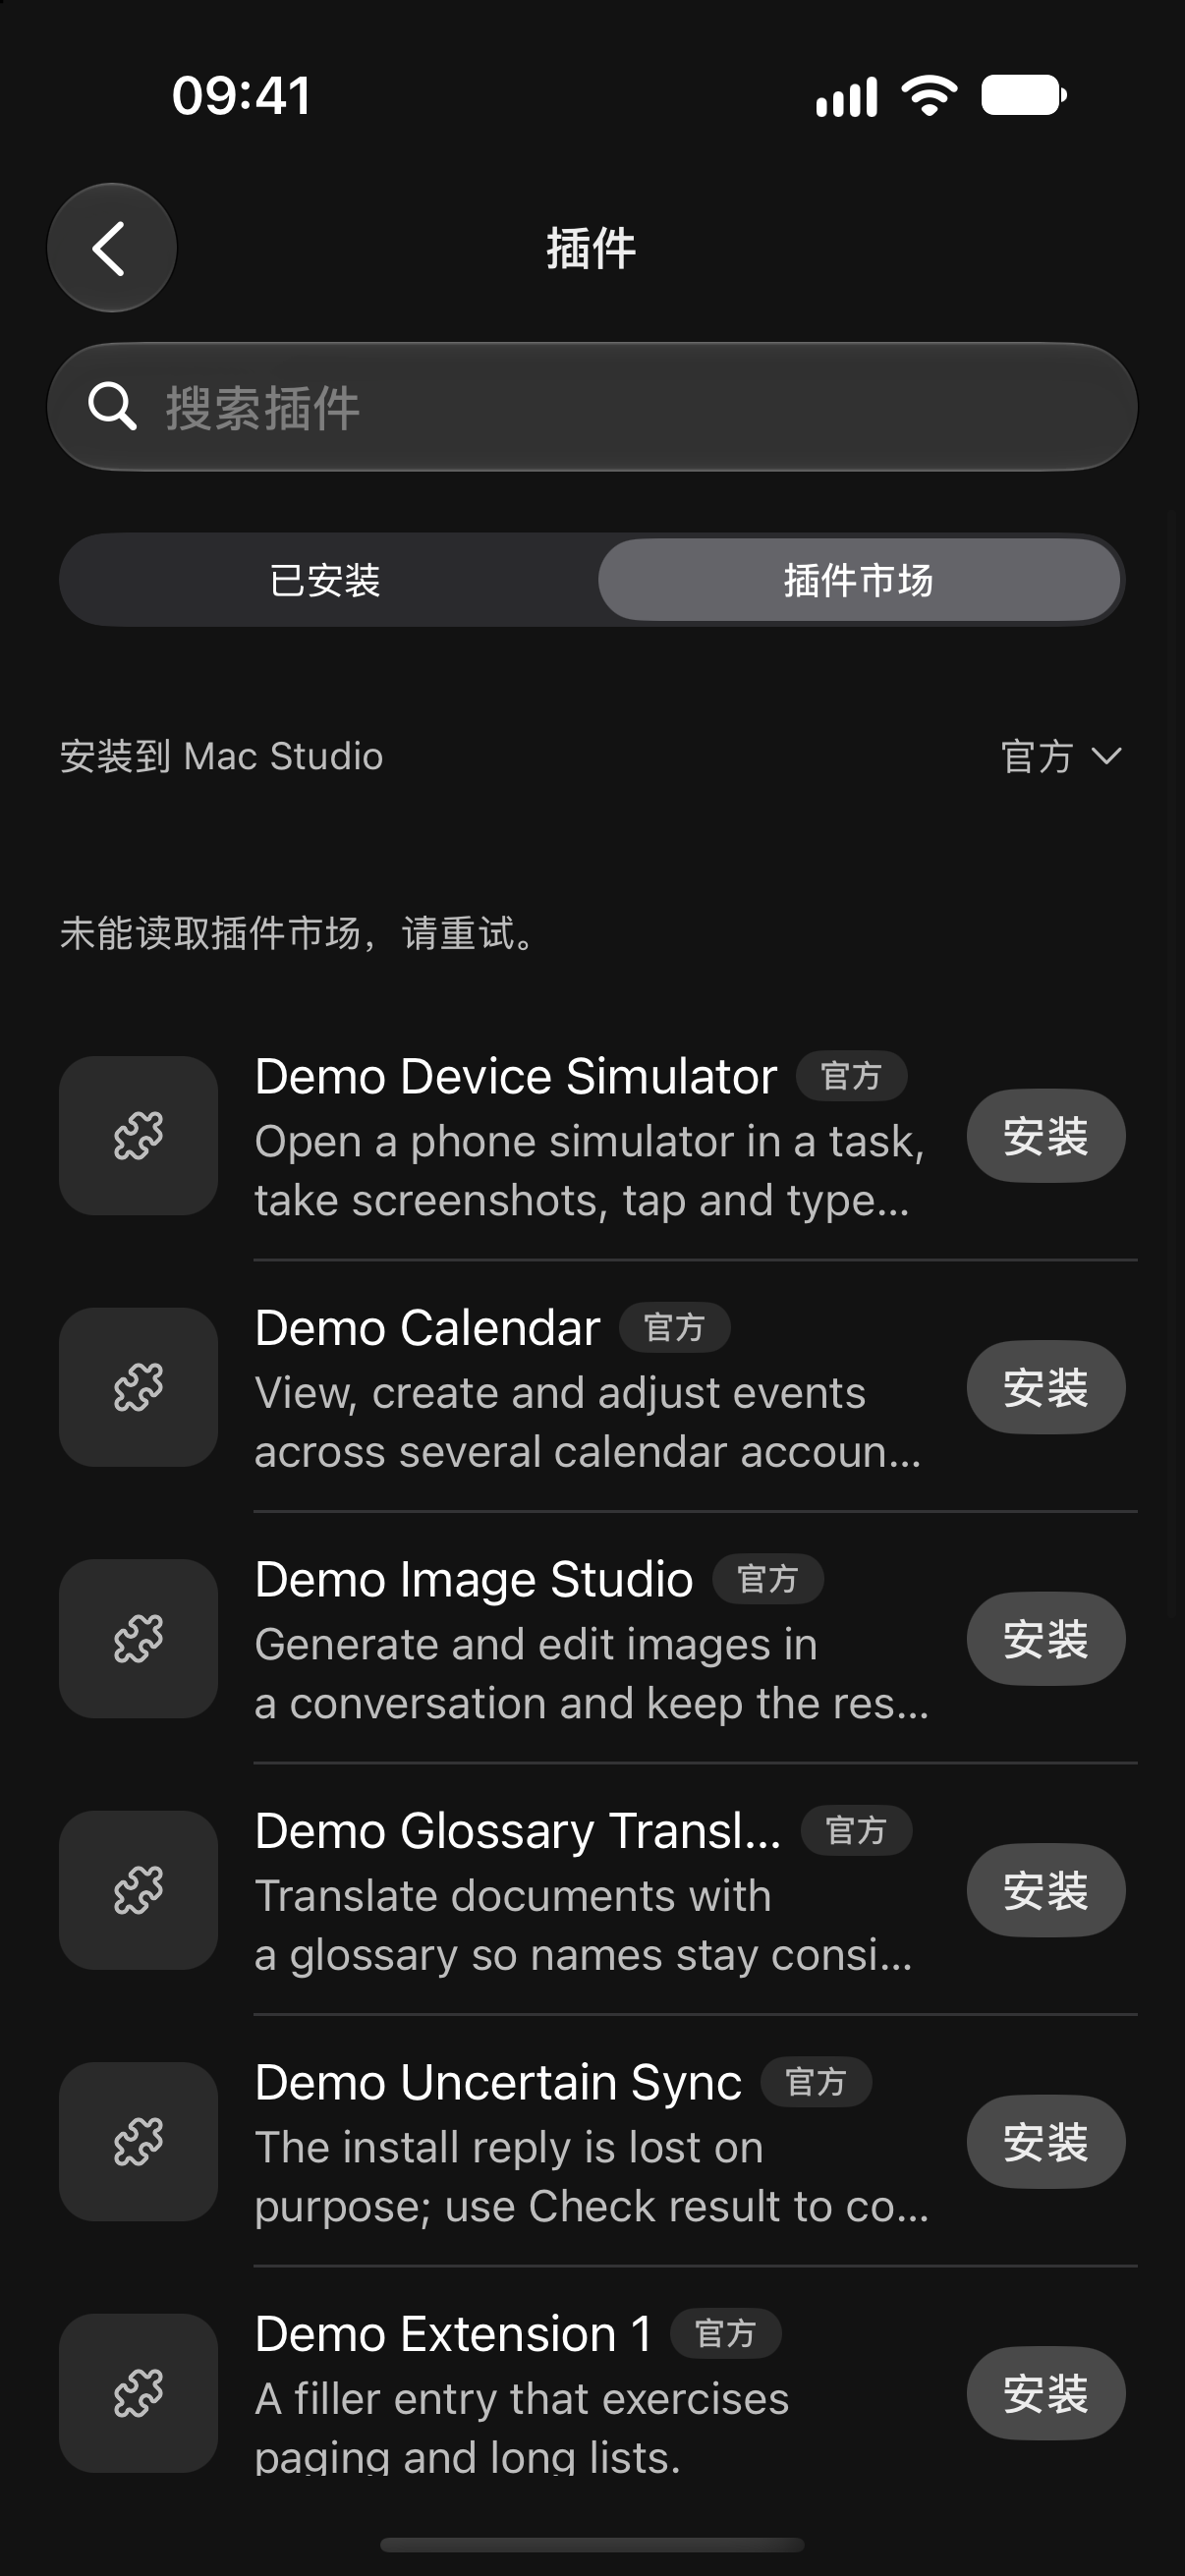 09:41
插件
搜索插件
已安装
插件市场
安装到 Mac Studio
官方
未能读取插件市场，请重试。
Demo Device Simulator 官方
Open a phone simulator in a task,
take screenshots, tap and type...
安装
Demo Calendar 官方
View, create and adjust events
across several calendar accoun...
安装
Demo Image Studio 官方
Generate and edit images in
a conversation and keep the res...
安装
Demo Glossary Transl... 官方
Translate documents with
a glossary so names stay consi...
安装
Demo Uncertain Sync 官方
The install reply is lost on
purpose; use Check result to co...
安装
Demo Extension 1 官方
A filler entry that exercises
paging and long lists.
安装